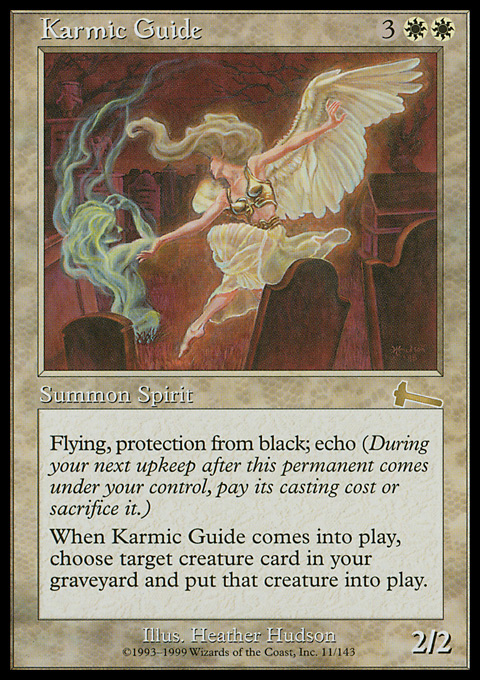 Karmic Guide 3
Summon Spirit
Flying, protection from black; echo (During
your next upkeep after this permanent comes
under your control, pay its casting cost or
sacrifice it.)
When Karmic Guide comes into play,
choose target creature card in your
graveyard and put that creature into play.
Illus. Heather Hudson
2/2
©1993–1999 Wizards of the Coast, Inc. 11/143